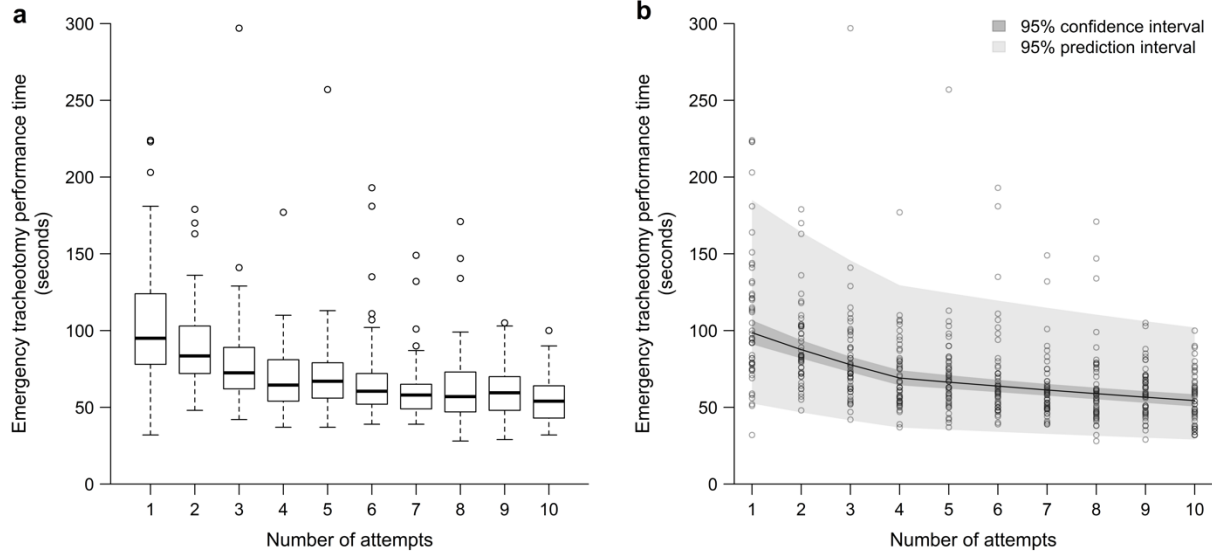 a
Emergency tracheotomy performance time
(seconds)
300
250
200
150
100
50
0
1 2 3 4 5 6 7 8 9 10
Number of attempts
b
95% confidence interval
95% prediction interval
Emergency tracheotomy performance time
(seconds)
300
250
200
150
100
50
0
1 2 3 4 5 6 7 8 9 10
Number of attempts